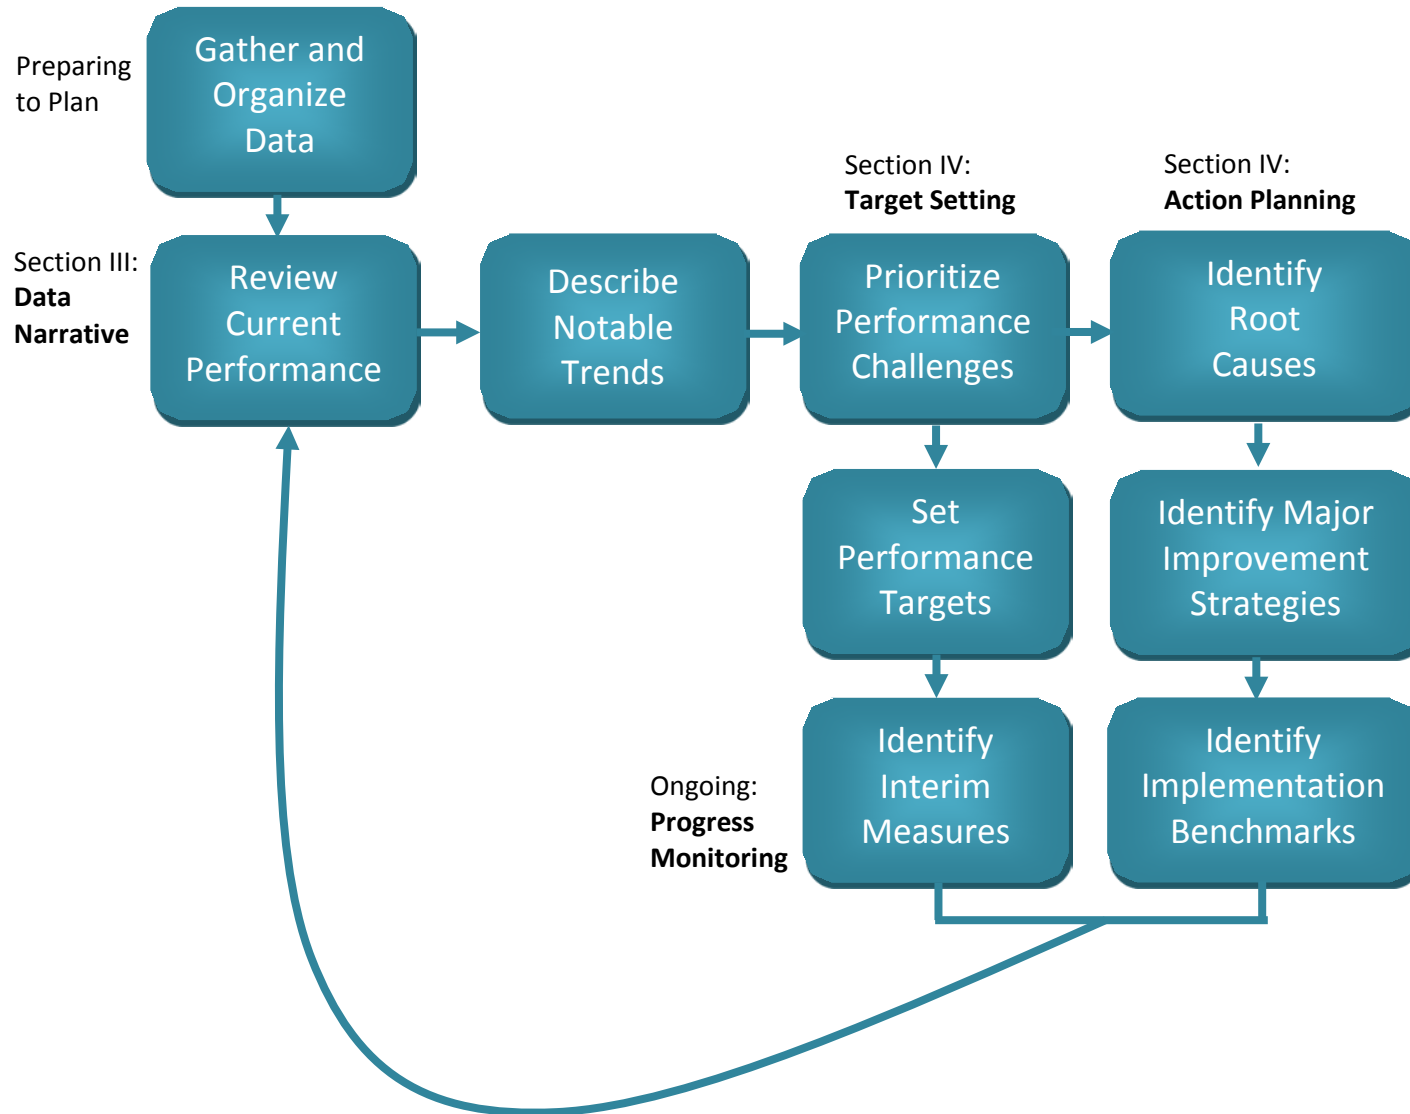 Preparing
to Plan
Gather and
Organize
Data
Section IV:
Target Setting
Section IV:
Action Planning
Section III:
Data
Narrative
Review
Current
Performance
Describe
Notable
Trends
Prioritize
Performance
Challenges
Identify
Root
Causes
Set
Performance
Targets
Identify Major
Improvement
Strategies
Ongoing:
Progress
Monitoring
Identify
Interim
Measures
Identify
Implementation
Benchmarks